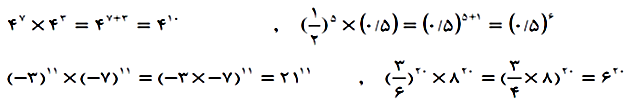 ۴^۷ × ۴^۳ = ۴^{۷+۳} = ۴^{۱۰} , (۱/۲)^۵ × (۰/۵) = (۰/۵)^{۵+۱} = (۰/۵)^۶
(−۳)^{۱۱} × (−۷)^{۱۱} = (−۳ × −۷)^{۱۱} = ۲۱^{۱۱} , (۳/۶)^{۲۰} × ۸^{۲۰} = (۳/۴ × ۸)^{۲۰} = ۶^{۲۰}